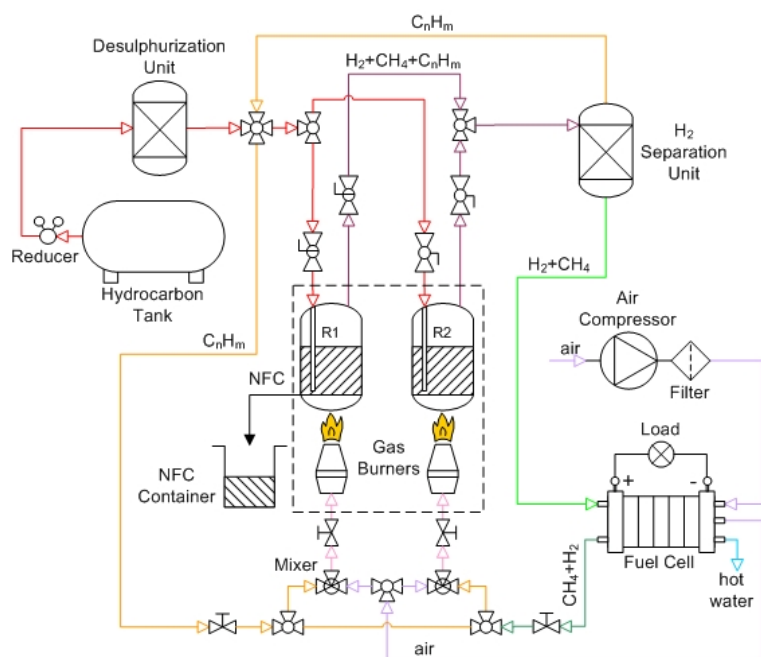 CₙHₘ
Desulphurization
Unit
H₂+CH₄+CₙHₘ
H₂
Separation
Unit
Reducer
Hydrocarbon
Tank
H₂+CH₄
Air
Compressor
air
Filter
R1
R2
CₙHₘ
NFC
NFC
Container
Gas
Burners
Load
+
-
Fuel Cell
hot
water
CH₄+H₂
Mixer
air